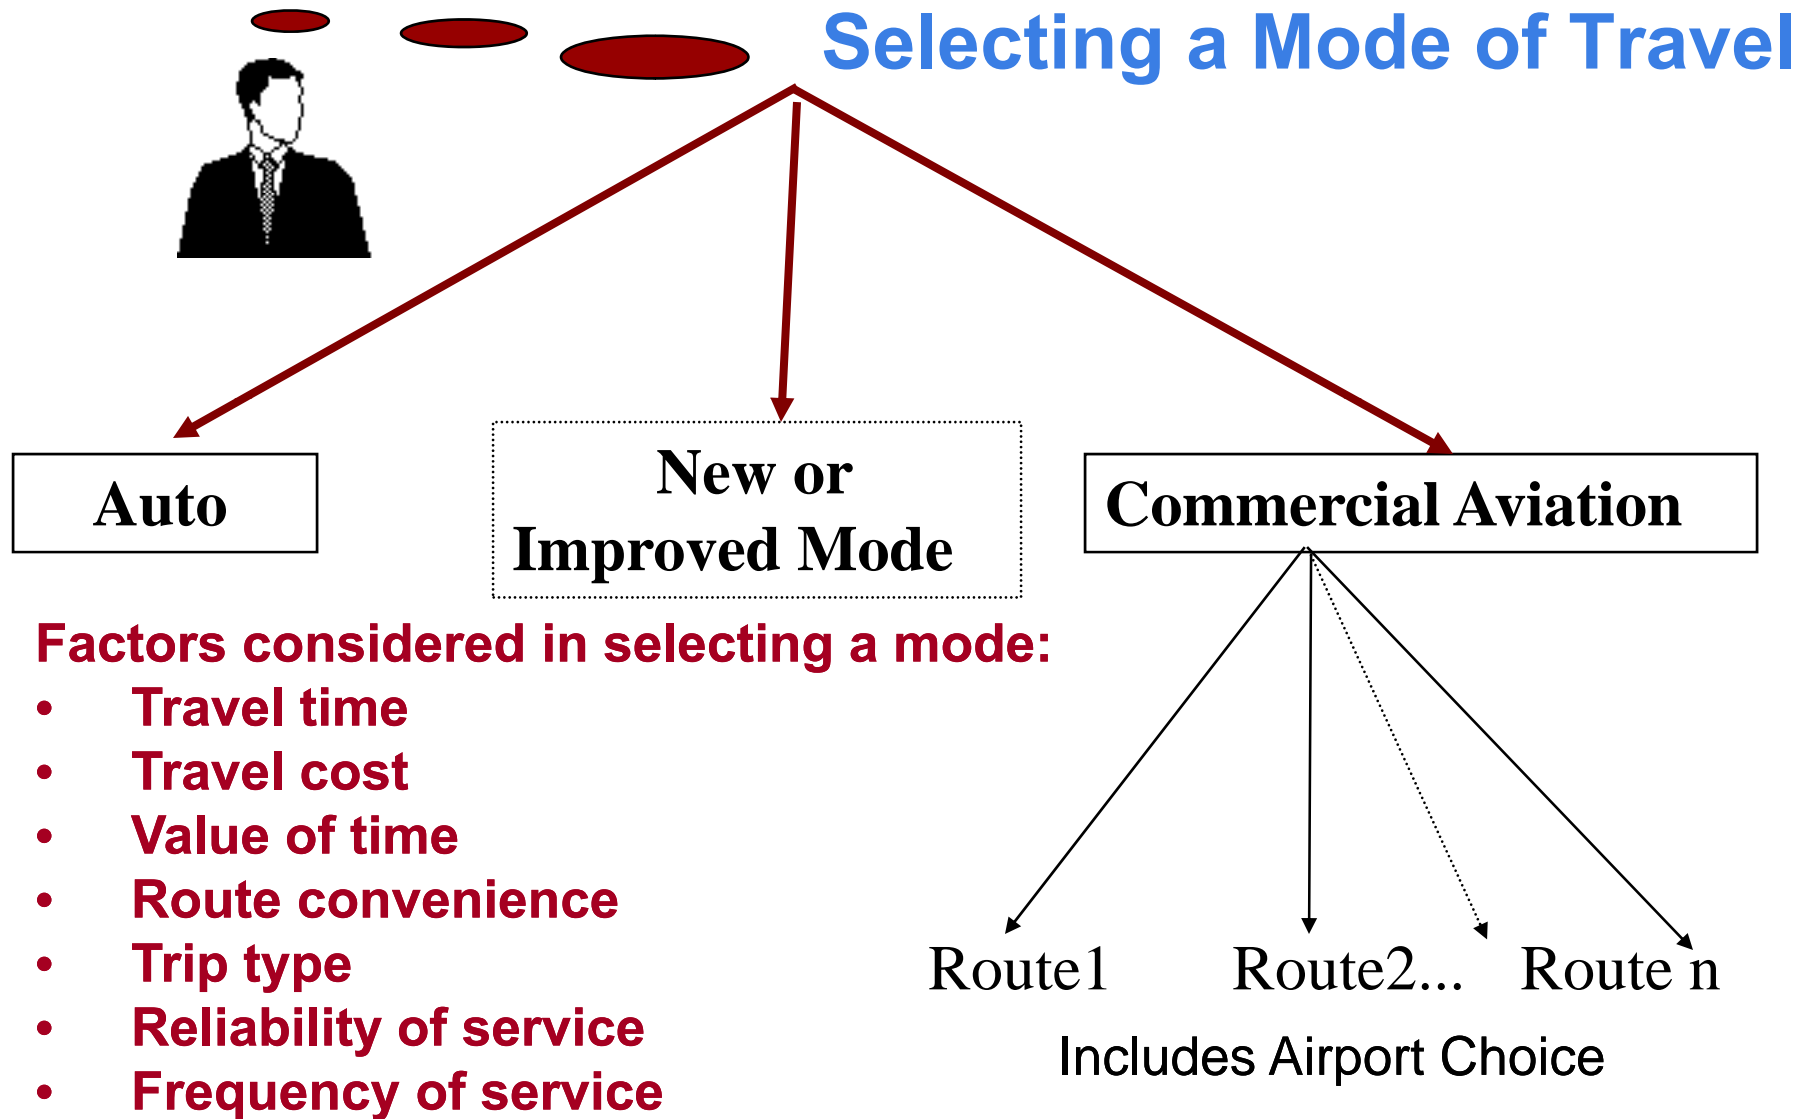 Selecting a Mode of Travel
Auto
New or
Improved Mode
Commercial Aviation
Factors considered in selecting a mode:
• Travel time
• Travel cost
• Value of time
• Route convenience
• Trip type
• Reliability of service
• Frequency of service
Route1 Route2... Route n
Includes Airport Choice